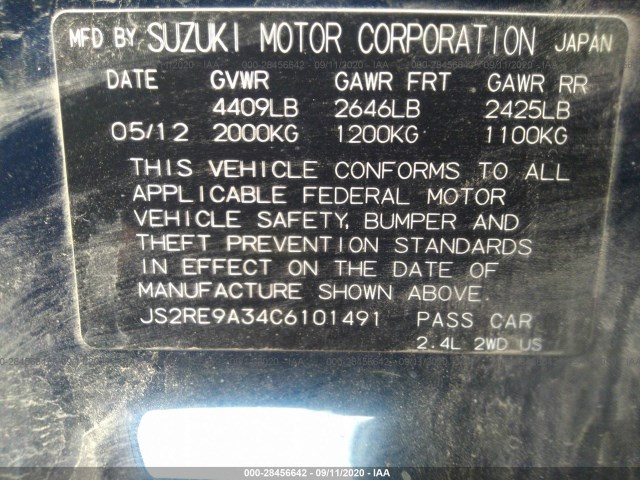 MFD BY SUZUKI MOTOR CORPORATION JAPAN
DATE GVWR GAWR FRT GAWR RR
4409LB 2646LB 2425LB
05/12 2000KG 1200KG 1100KG
THIS VEHICLE CONFORMS TO ALL
APPLICABLE FEDERAL MOTOR
VEHICLE SAFETY, BUMPER AND
THEFT PREVENTION STANDARDS
IN EFFECT ON THE DATE OF
MANUFACTURE SHOWN ABOVE.
JS2RE9A34C6101491 PASS CAR
2.4L 2WD US
000-28456642 - 09/11/2020 - IAA